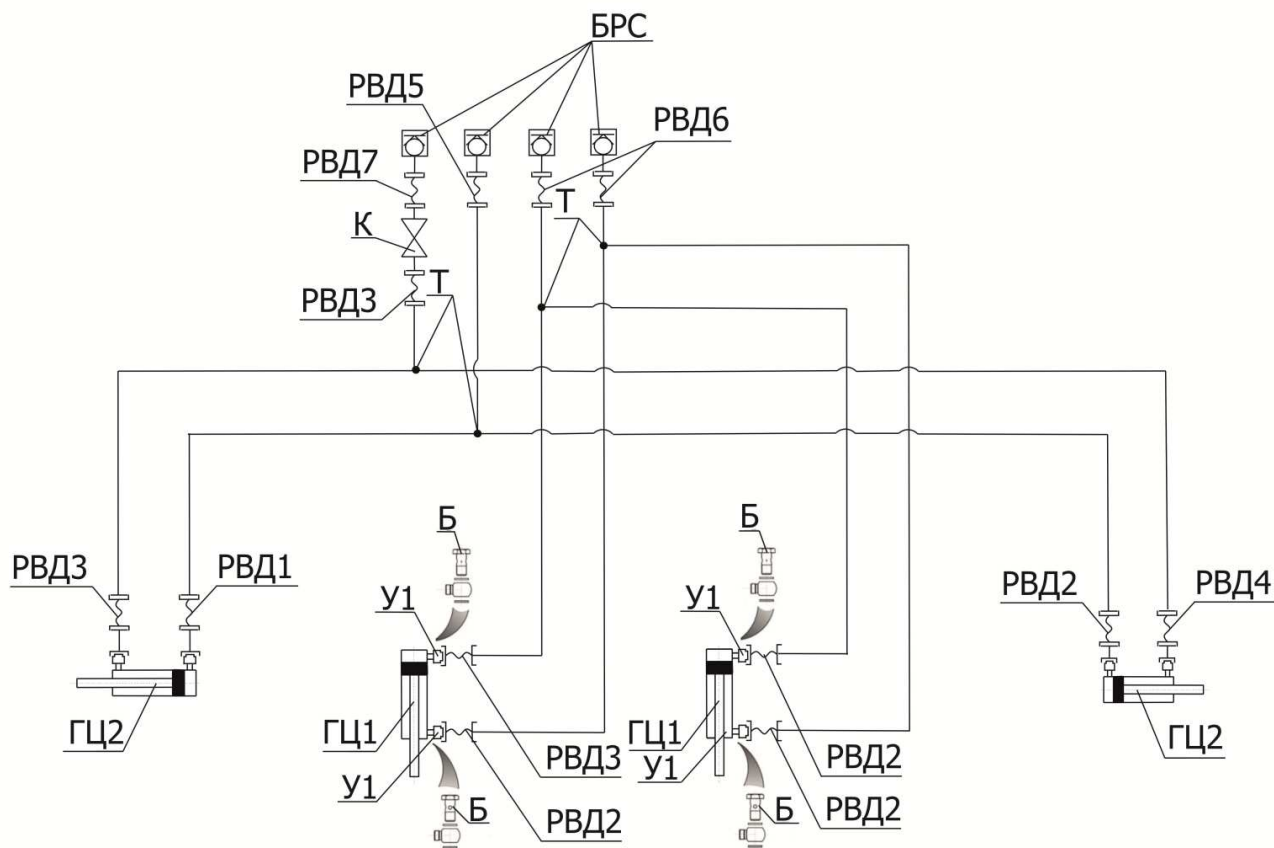 БРС
РВД5
РВД6
РВД7
Т
К
Т
РВД3
Б
Б
РВД3
РВД1
РВД2
РВД4
У1
У1
ГЦ2
ГЦ1
ГЦ1
ГЦ2
РВД3
РВД2
У1
У1
Б
РВД2
Б
РВД2